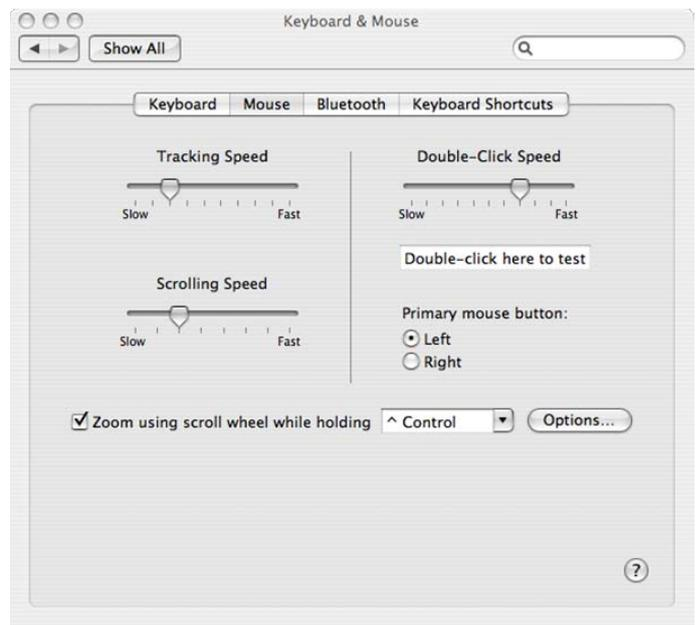 Keyboard & Mouse
Show All
Keyboard Mouse Bluetooth Keyboard Shortcuts
Tracking Speed
Slow Fast
Scrolling Speed
Slow Fast
Double-Click Speed
Slow Fast
Double-click here to test
Primary mouse button:
Left
Right
Zoom using scroll wheel while holding ^ Control Options...
?